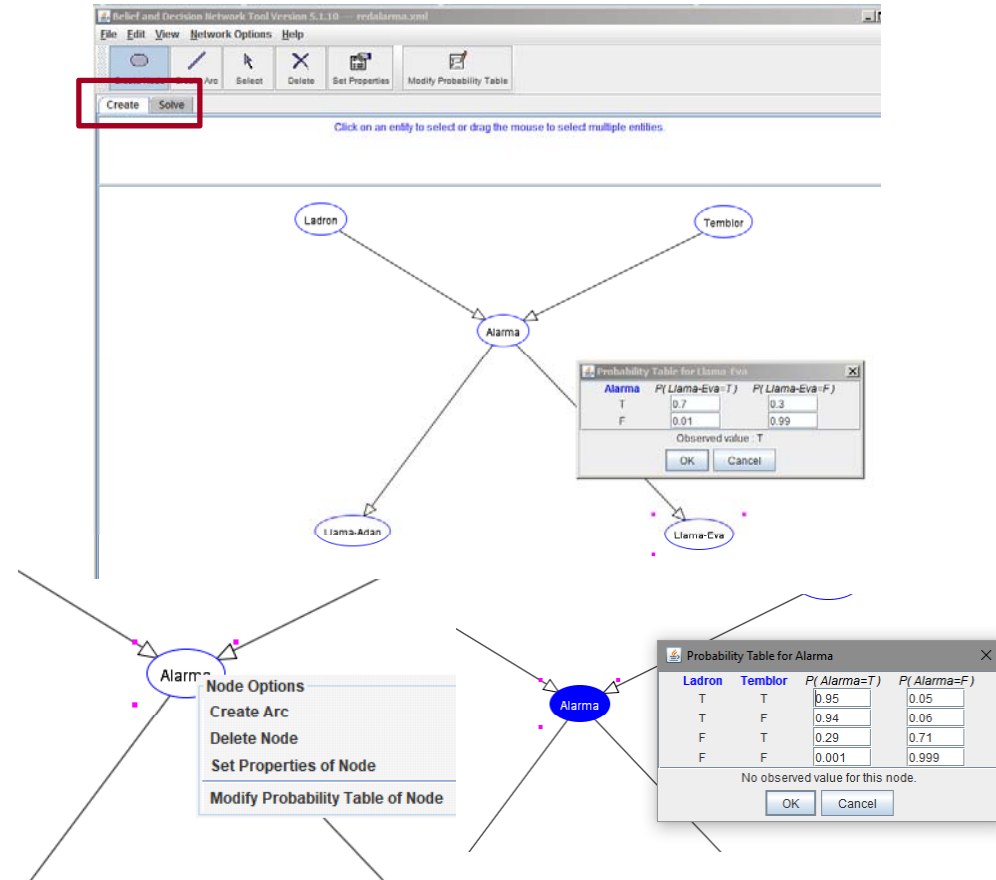 Belief and Decision Network Tool Version 5.1.10 --- redalarma.xml
File Edit View Network Options Help
Arc Select Delete Set Properties Modify Probability Table
Create Solve
Click on an entity to select or drag the mouse to select multiple entities.
Ladron
Temblor
Alarma
Probability Table for Llama-Eva
Alarma P(Llama-Eva=T) P(Llama-Eva=F)
T 0.7 0.3
F 0.01 0.99
Observed value : T
OK Cancel
Llama-Adan
Llama-Eva
Alarma
Node Options
Create Arc
Delete Node
Set Properties of Node
Modify Probability Table of Node
Alarma
Probability Table for Alarma
Ladron Temblor P(Alarma=T) P(Alarma=F)
T T 0.95 0.05
T F 0.94 0.06
F T 0.29 0.71
F F 0.001 0.999
No observed value for this node.
OK Cancel